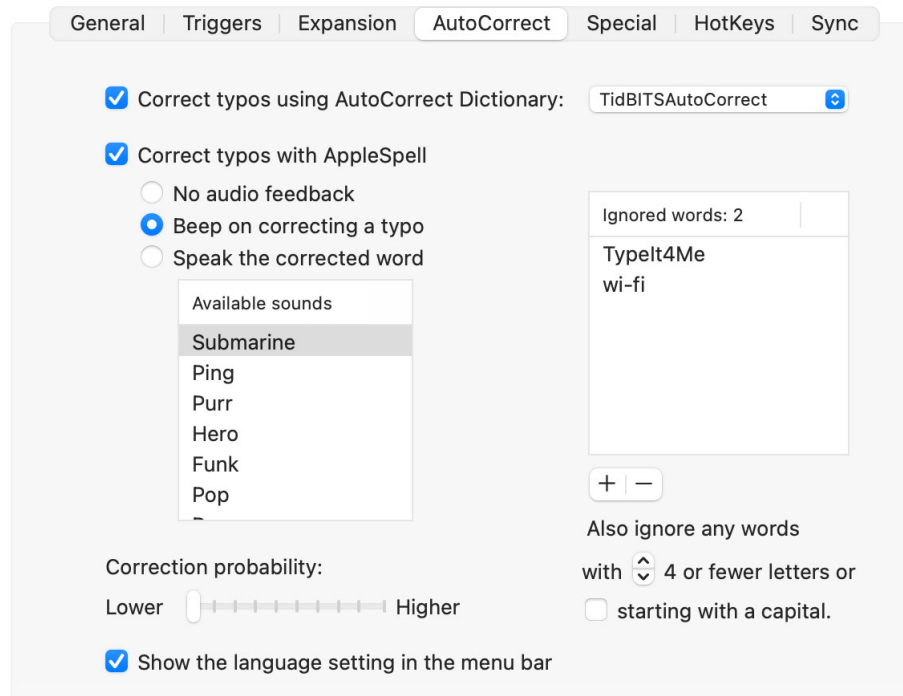 General Triggers Expansion AutoCorrect Special HotKeys Sync
Correct typos using AutoCorrect Dictionary: TidBITSAutoCorrect
Correct typos with AppleSpell
No audio feedback
Beep on correcting a typo
Speak the corrected word
Available sounds
Submarine
Ping
Purr
Hero
Funk
Pop
Ignored words: 2
TypeIt4Me
wi-fi
+ −
Also ignore any words
with 4 or fewer letters or
starting with a capital.
Correction probability:
Lower Higher
Show the language setting in the menu bar